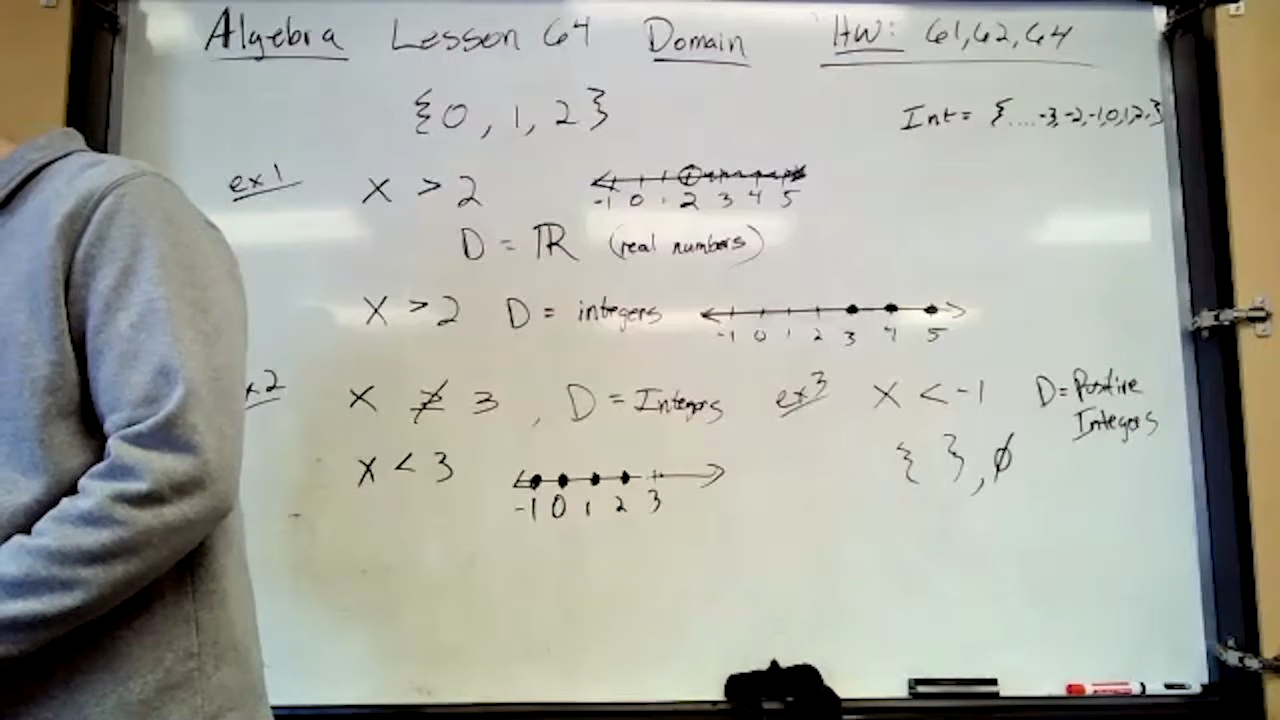 Algebra Lesson 64 Domain HW: 61, 62, 64
{0, 1, 2}
Int = {....-3,-2,-1,0,1,2.}
ex 1 x > 2
-1 0 1 2 3 4 5
D = ℝ (real numbers)
x > 2 D = integers
-1 0 1 2 3 4 5
x2 x ≱ 3, D = Integers
x < 3
-1 0 1 2 3
ex 3 x < -1 D = Positive
Integers
{ }, ∅